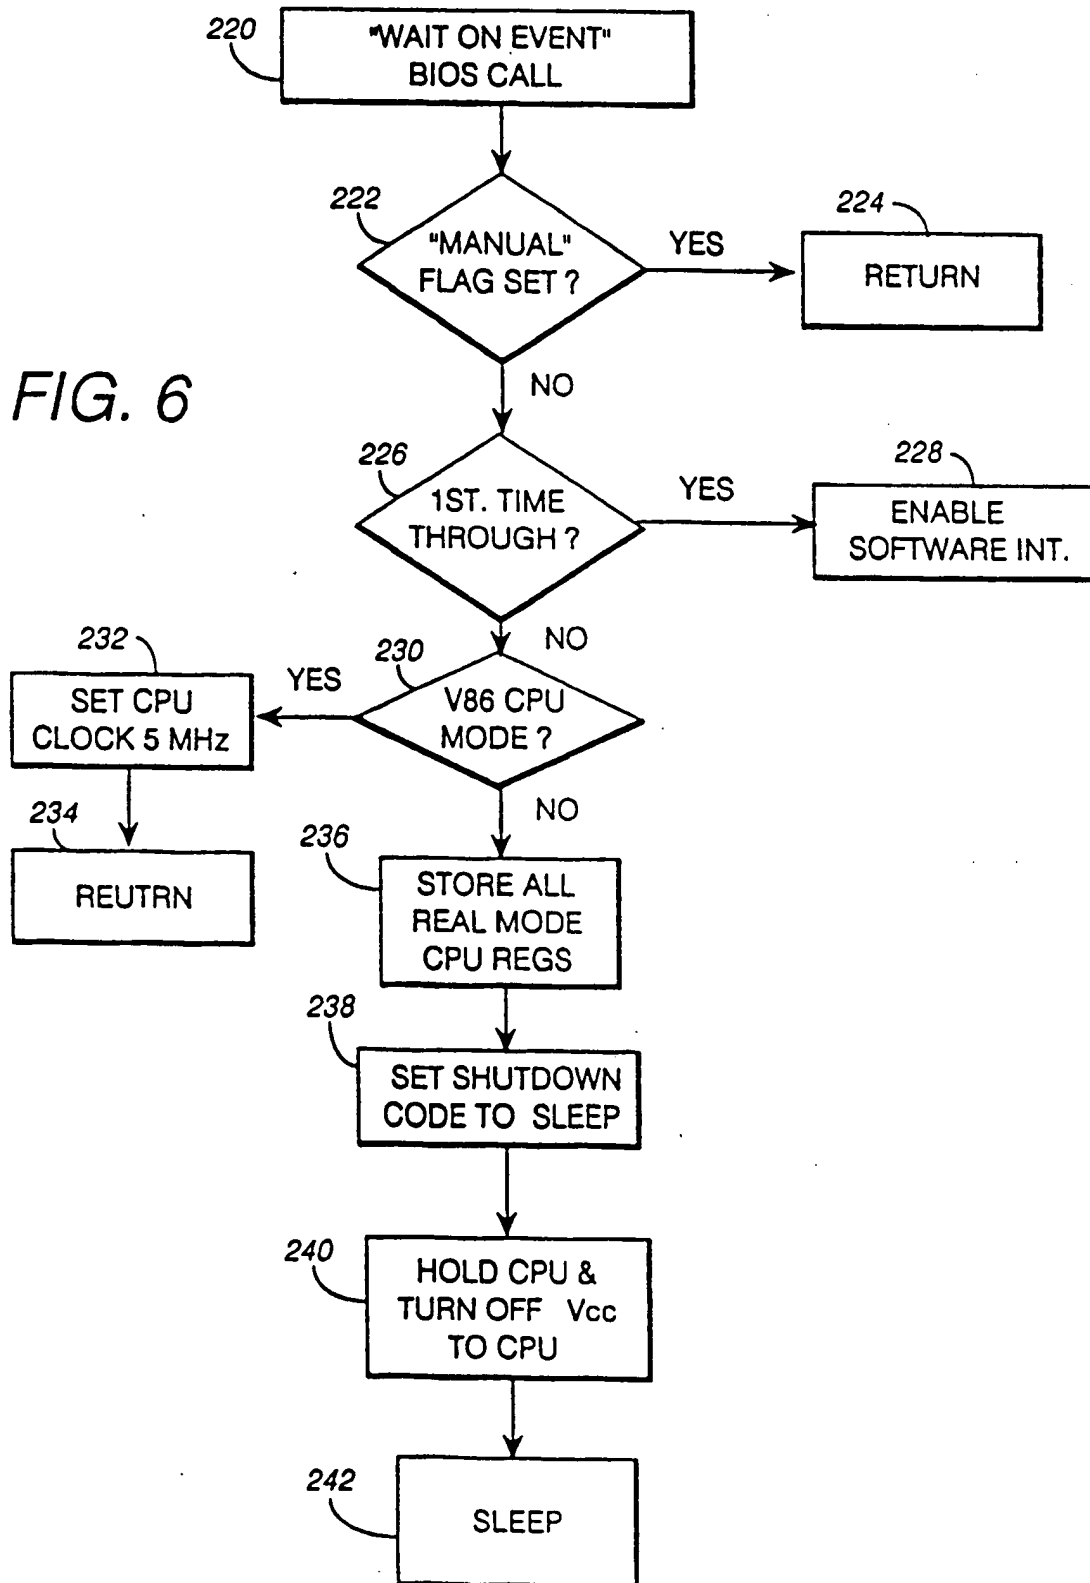 220
"WAIT ON EVENT"
BIOS CALL
222
"MANUAL"
FLAG SET ?
YES
224
RETURN
FIG. 6
NO
226
1ST. TIME
THROUGH ?
YES
228
ENABLE
SOFTWARE INT.
NO
230
V86 CPU
MODE ?
YES
232
SET CPU
CLOCK 5 MHz
234
REUTRN
NO
236
STORE ALL
REAL MODE
CPU REGS
238
SET SHUTDOWN
CODE TO SLEEP
240
HOLD CPU &
TURN OFF Vcc
TO CPU
242
SLEEP